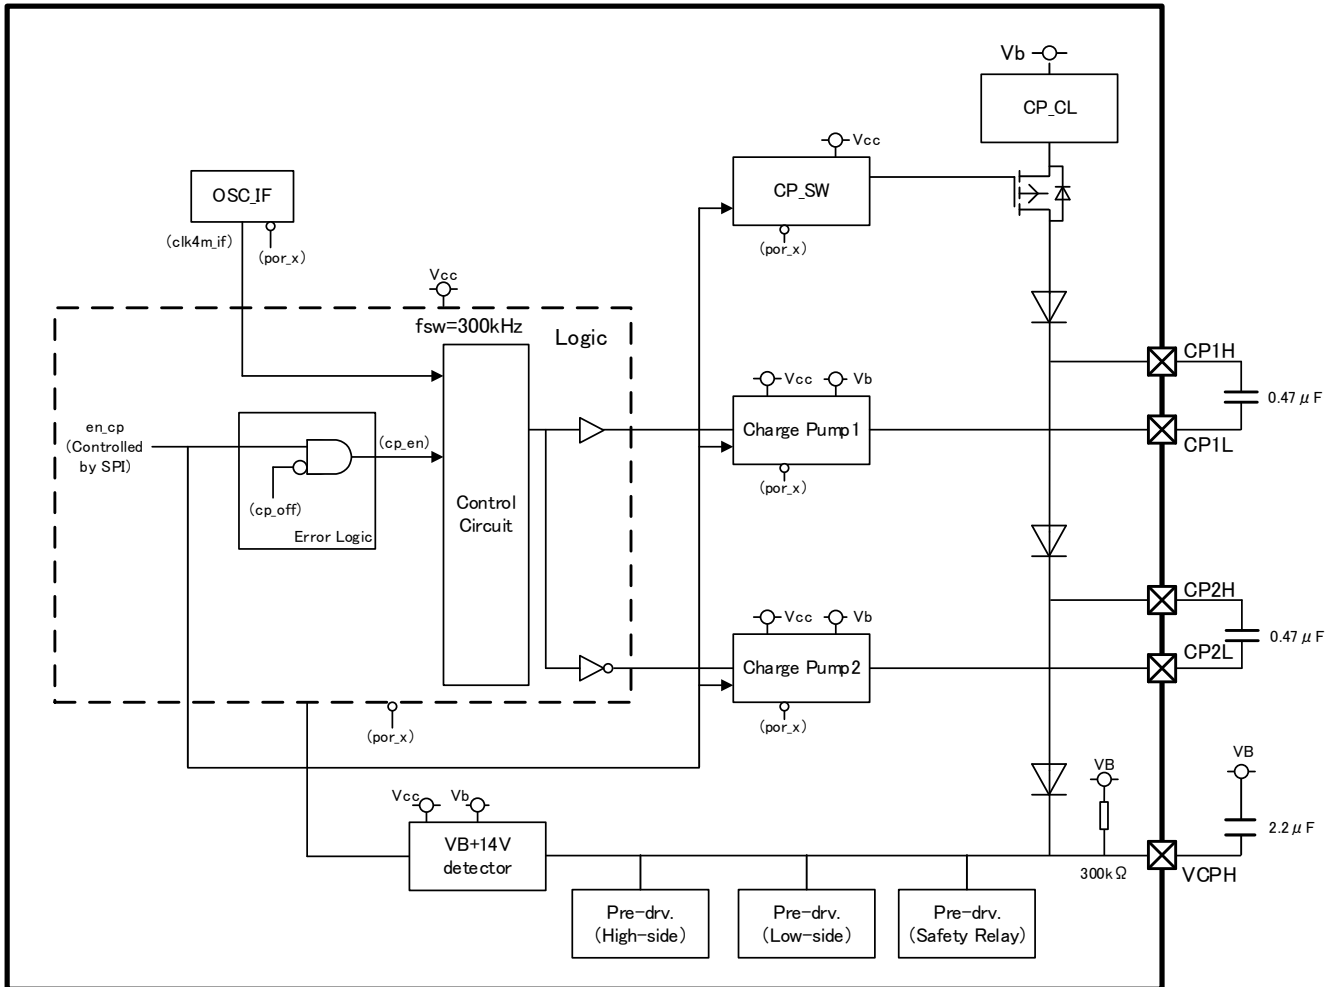 Vb
CP_CL
Vcc
CP_SW
(por_x)
OSC_IF
(clk4m_if)
(por_x)
Vcc
fsw=300kHz
Logic
en_cp
(Controlled
by SPI)
(cp_off)
Error Logic
(cp_en)
Control
Circuit
Vcc
Vb
Charge Pump1
(por_x)
CP1H
0.47μF
CP1L
Vcc
Vb
Charge Pump2
(por_x)
CP2H
0.47μF
CP2L
(por_x)
Vcc
Vb
VB+14V
detector
Pre-drv.
(High-side)
Pre-drv.
(Low-side)
Pre-drv.
(Safety Relay)
VB
300kΩ
VB
2.2μF
VCPH